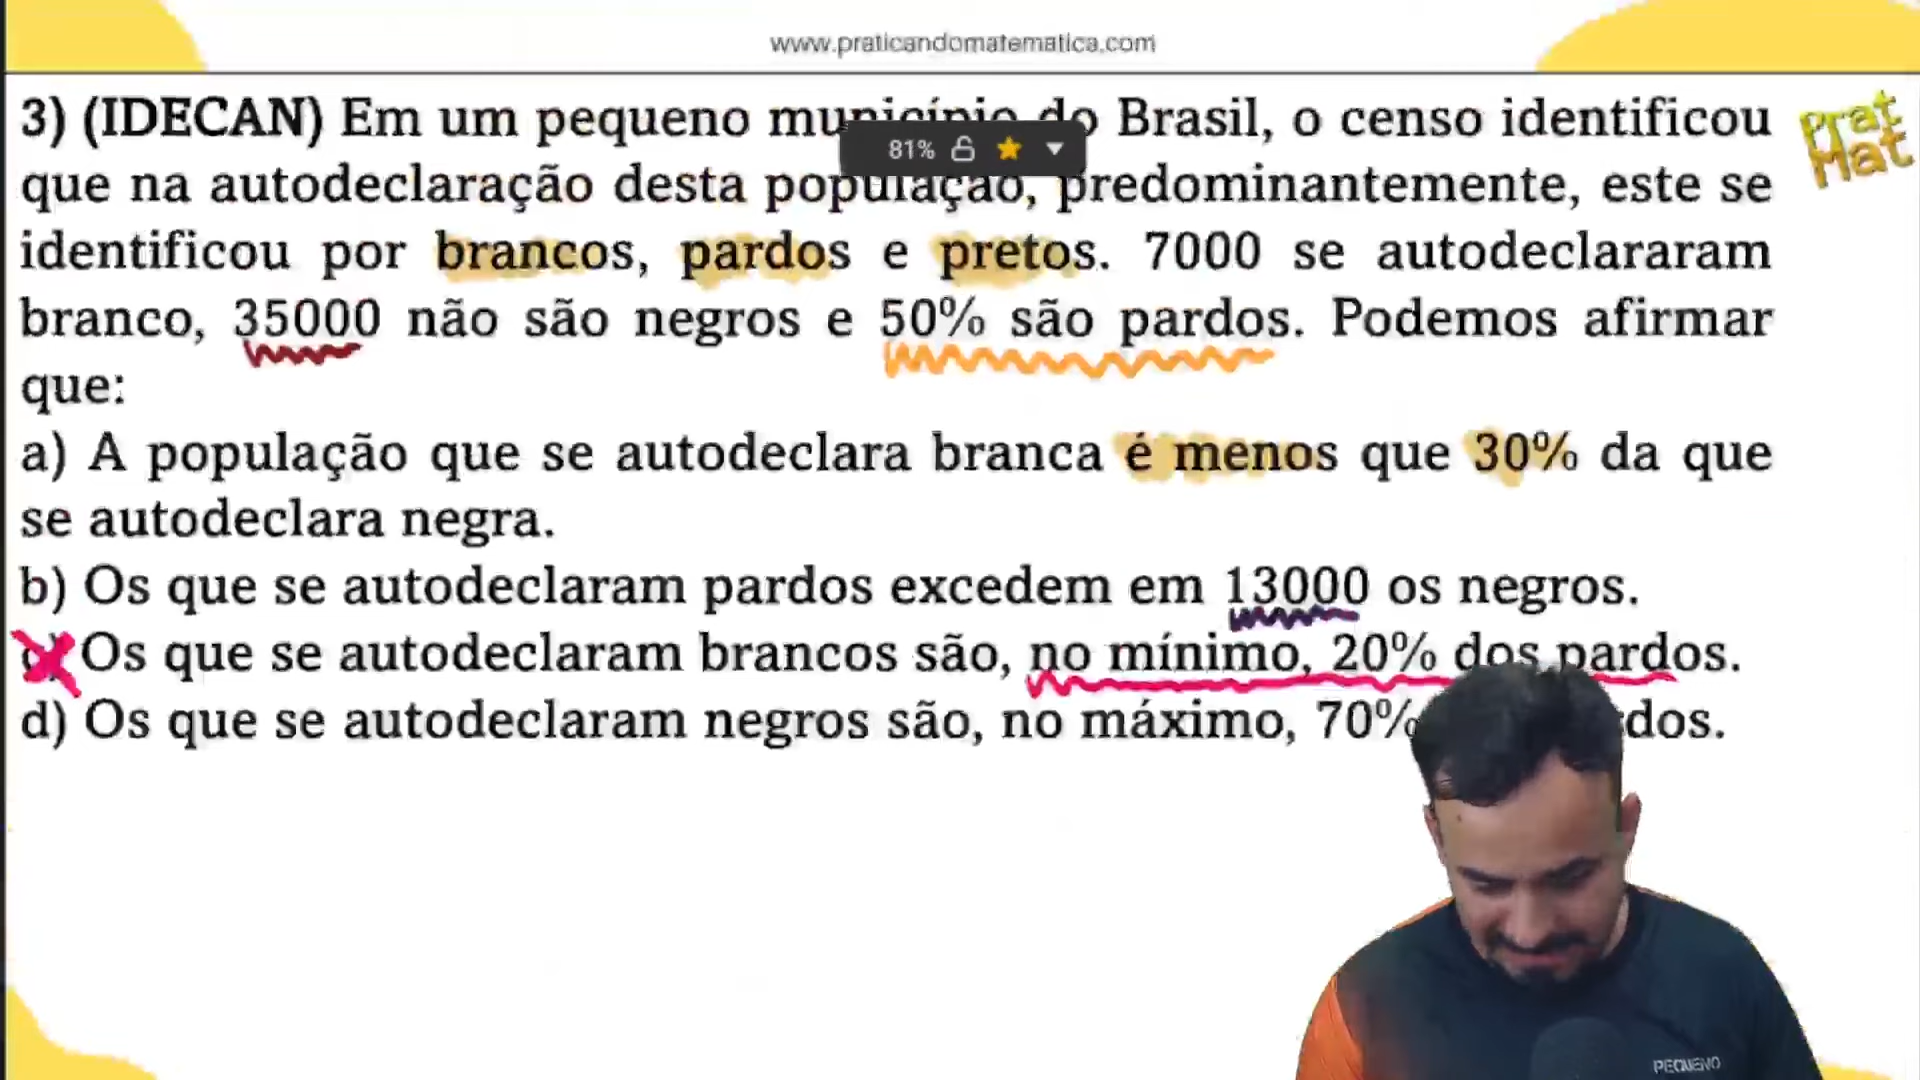 www.praticandomatematica.com
3) (IDECAN) Em um pequeno município do Brasil, o censo identificou
Prat
Mat
81%
que na autodeclaração desta população, predominantemente, este se
identificou por brancos, pardos e pretos. 7000 se autodeclararam
branco, 35000 não são negros e 50% são pardos. Podemos afirmar
que:
a) A população que se autodeclara branca é menos que 30% da que
se autodeclara negra.
b) Os que se autodeclaram pardos excedem em 13000 os negros.
Os que se autodeclaram brancos são, no mínimo, 20% dos pardos.
d) Os que se autodeclaram negros são, no máximo, 70% dos.
PEQUENO